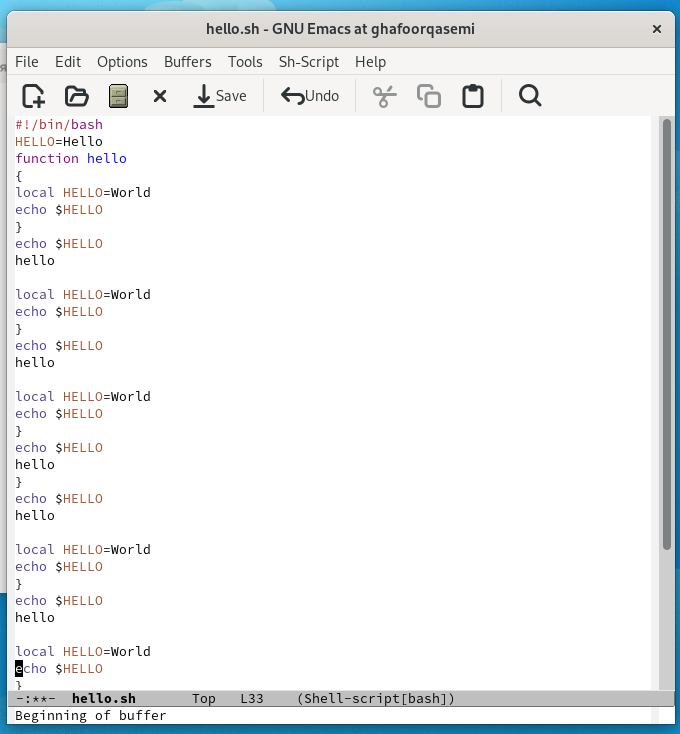 hello.sh - GNU Emacs at ghafoorqasemi
File Edit Options Buffers Tools Sh-Script Help
Save Undo
#!/bin/bash
HELLO=Hello
function hello
{
local HELLO=World
echo $HELLO
}
echo $HELLO
hello

local HELLO=World
echo $HELLO
}
echo $HELLO
hello

local HELLO=World
echo $HELLO
}
echo $HELLO
hello
}
echo $HELLO
hello

local HELLO=World
echo $HELLO
}
echo $HELLO
hello

local HELLO=World
echo $HELLO
}
-:**- hello.sh Top L33 (Shell-script[bash])
Beginning of buffer